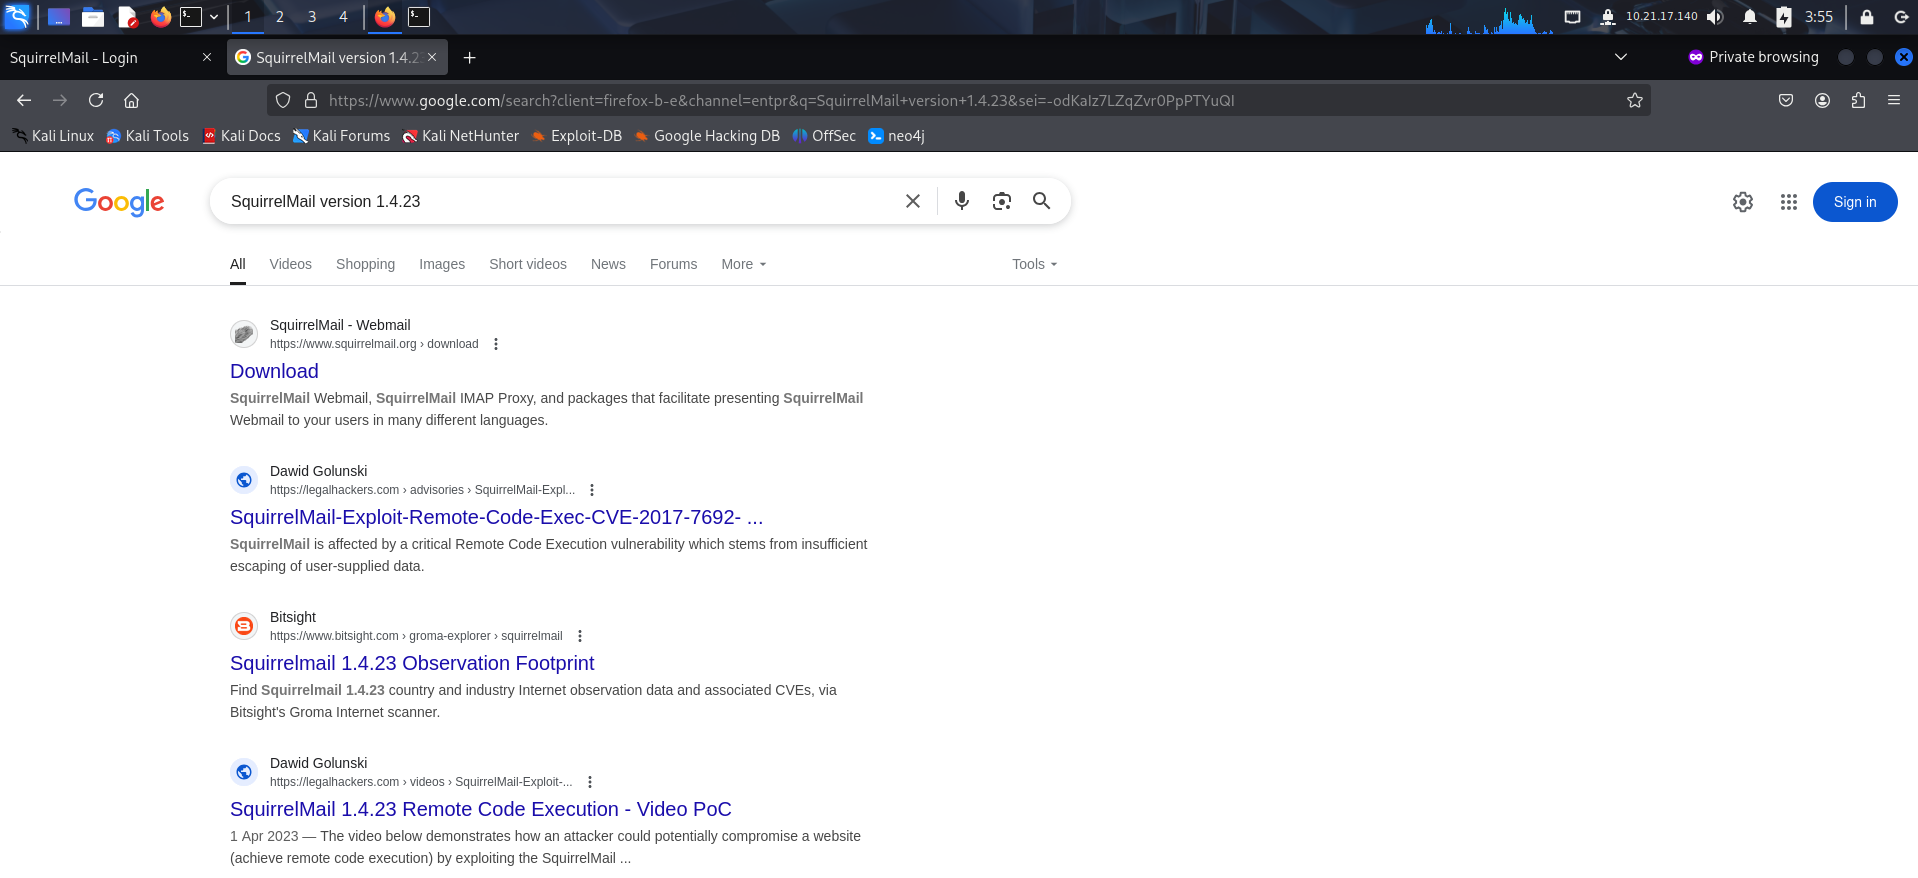 1 2 3 4 10.21.17.140 3:55
SquirrelMail - Login SquirrelMail version 1.4.23 Private browsing
https://www.google.com/search?client=firefox-b-e&channel=entpr&q=SquirrelMail+version+1.4.23&sei=-odKaIz7LZqZvr0PpPTYuQI
Kali Linux Kali Tools Kali Docs Kali Forums Kali NetHunter Exploit-DB Google Hacking DB OffSec neo4j
Google SquirrelMail version 1.4.23 Sign in
All Videos Shopping Images Short videos News Forums More Tools
SquirrelMail - Webmail
https://www.squirrelmail.org › download
Download
SquirrelMail Webmail, SquirrelMail IMAP Proxy, and packages that facilitate presenting SquirrelMail
Webmail to your users in many different languages.
Dawid Golunski
https://legalhackers.com › advisories › SquirrelMail-Expl...
SquirrelMail-Exploit-Remote-Code-Exec-CVE-2017-7692- ...
SquirrelMail is affected by a critical Remote Code Execution vulnerability which stems from insufficient
escaping of user-supplied data.
Bitsight
https://www.bitsight.com › groma-explorer › squirrelmail
Squirrelmail 1.4.23 Observation Footprint
Find Squirrelmail 1.4.23 country and industry Internet observation data and associated CVEs, via
Bitsight's Groma Internet scanner.
Dawid Golunski
https://legalhackers.com › videos › SquirrelMail-Exploit-...
SquirrelMail 1.4.23 Remote Code Execution - Video PoC
1 Apr 2023 — The video below demonstrates how an attacker could potentially compromise a website
(achieve remote code execution) by exploiting the SquirrelMail ...